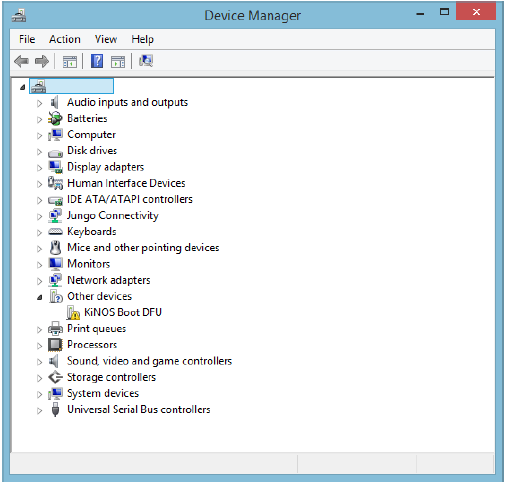 Device Manager
File Action View Help
Audio inputs and outputs
Batteries
Computer
Disk drives
Display adapters
Human Interface Devices
IDE ATA/ATAPI controllers
Jungo Connectivity
Keyboards
Mice and other pointing devices
Monitors
Network adapters
Other devices
KiNOS Boot DFU
Print queues
Processors
Sound, video and game controllers
Storage controllers
System devices
Universal Serial Bus controllers